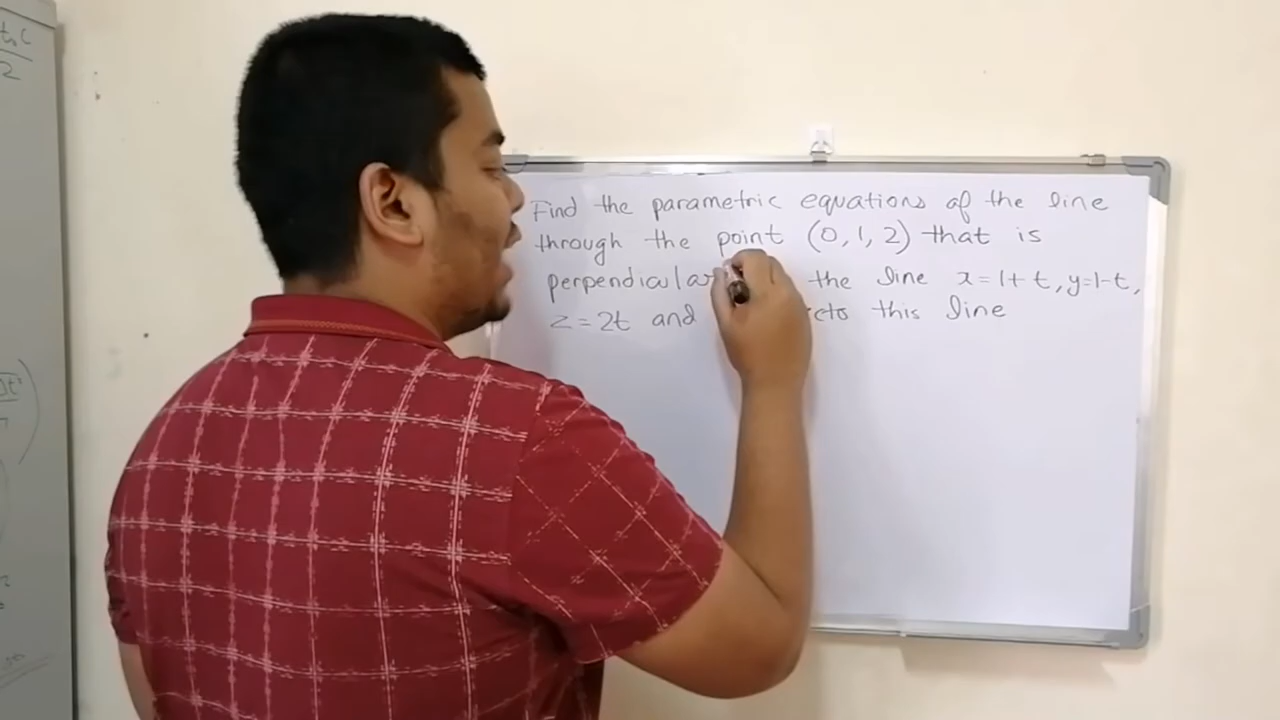 Find the parametric equations of the line
through the point (0, 1, 2) that is
perpendicular the line x = 1 + t, y=1-t,
z = 2t and this line